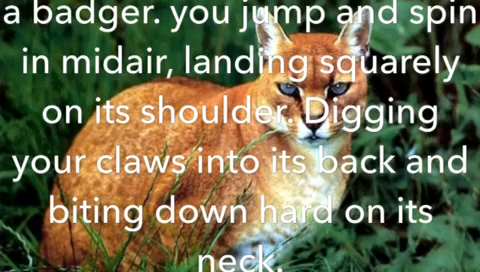 a badger. you jump and spin
in midair, landing squarely
on its shoulder. Digging
your claws into its back and
biting down hard on its
neck.